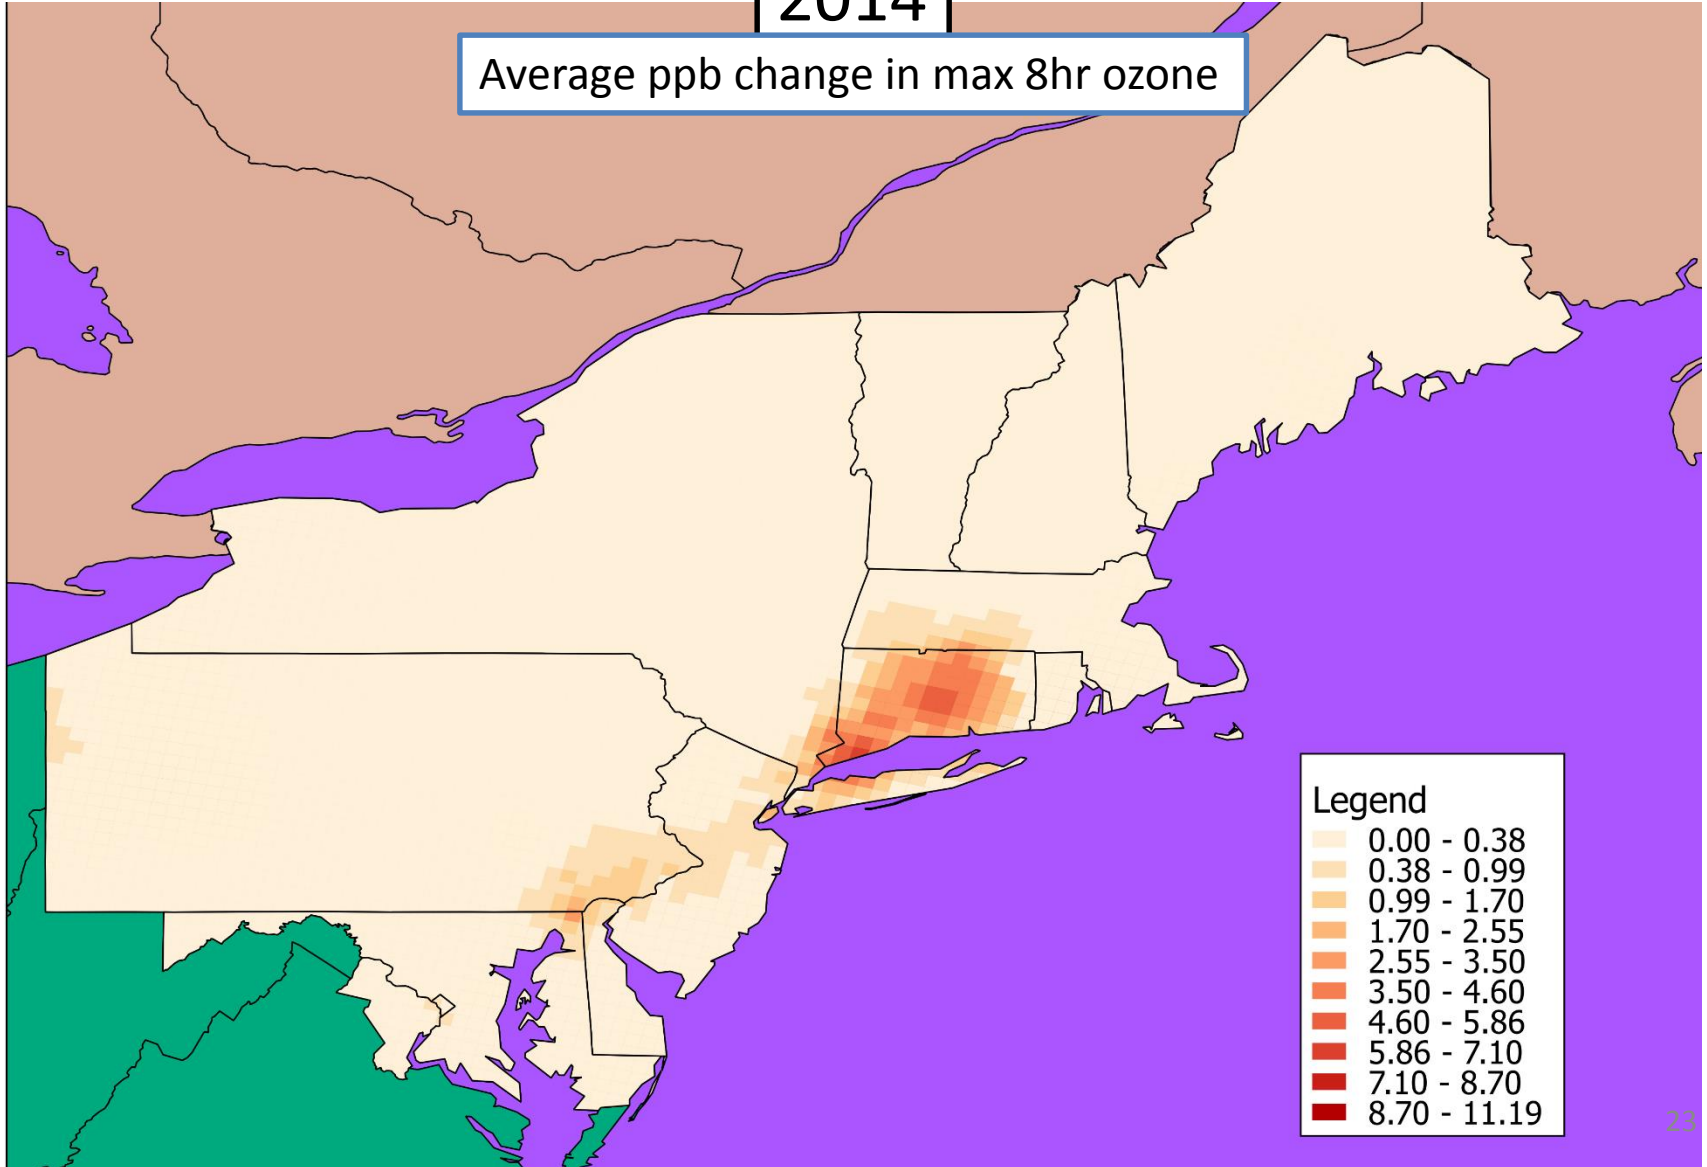 2014
Average ppb change in max 8hr ozone
Legend
0.00 - 0.38
0.38 - 0.99
0.99 - 1.70
1.70 - 2.55
2.55 - 3.50
3.50 - 4.60
4.60 - 5.86
5.86 - 7.10
7.10 - 8.70
8.70 - 11.19
23